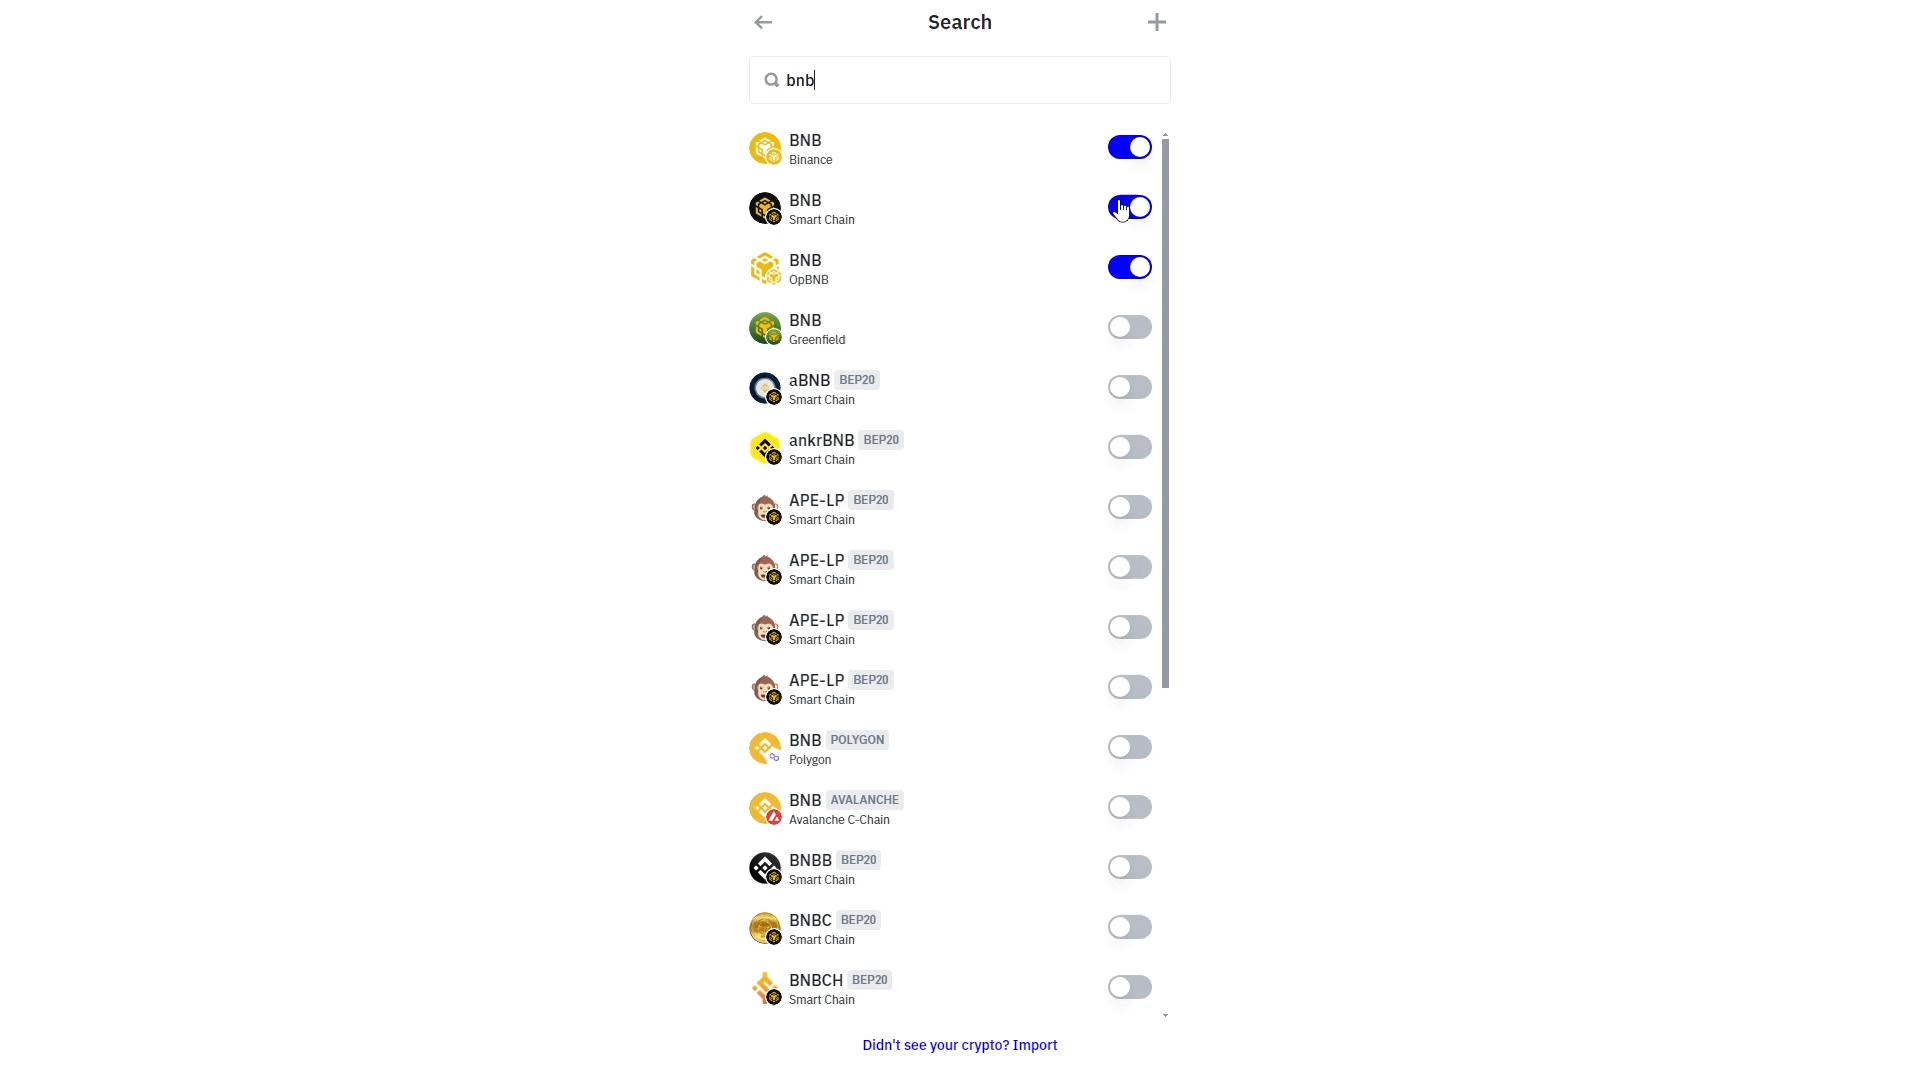 Search
bnb
BNB
Binance
BNB
Smart Chain
BNB
OpBNB
BNB
Greenfield
aBNB BEP20
Smart Chain
ankrBNB BEP20
Smart Chain
APE-LP BEP20
Smart Chain
APE-LP BEP20
Smart Chain
APE-LP BEP20
Smart Chain
APE-LP BEP20
Smart Chain
BNB POLYGON
Polygon
BNB AVALANCHE
Avalanche C-Chain
BNBB BEP20
Smart Chain
BNBC BEP20
Smart Chain
BNBCH BEP20
Smart Chain
Didn't see your crypto? Import